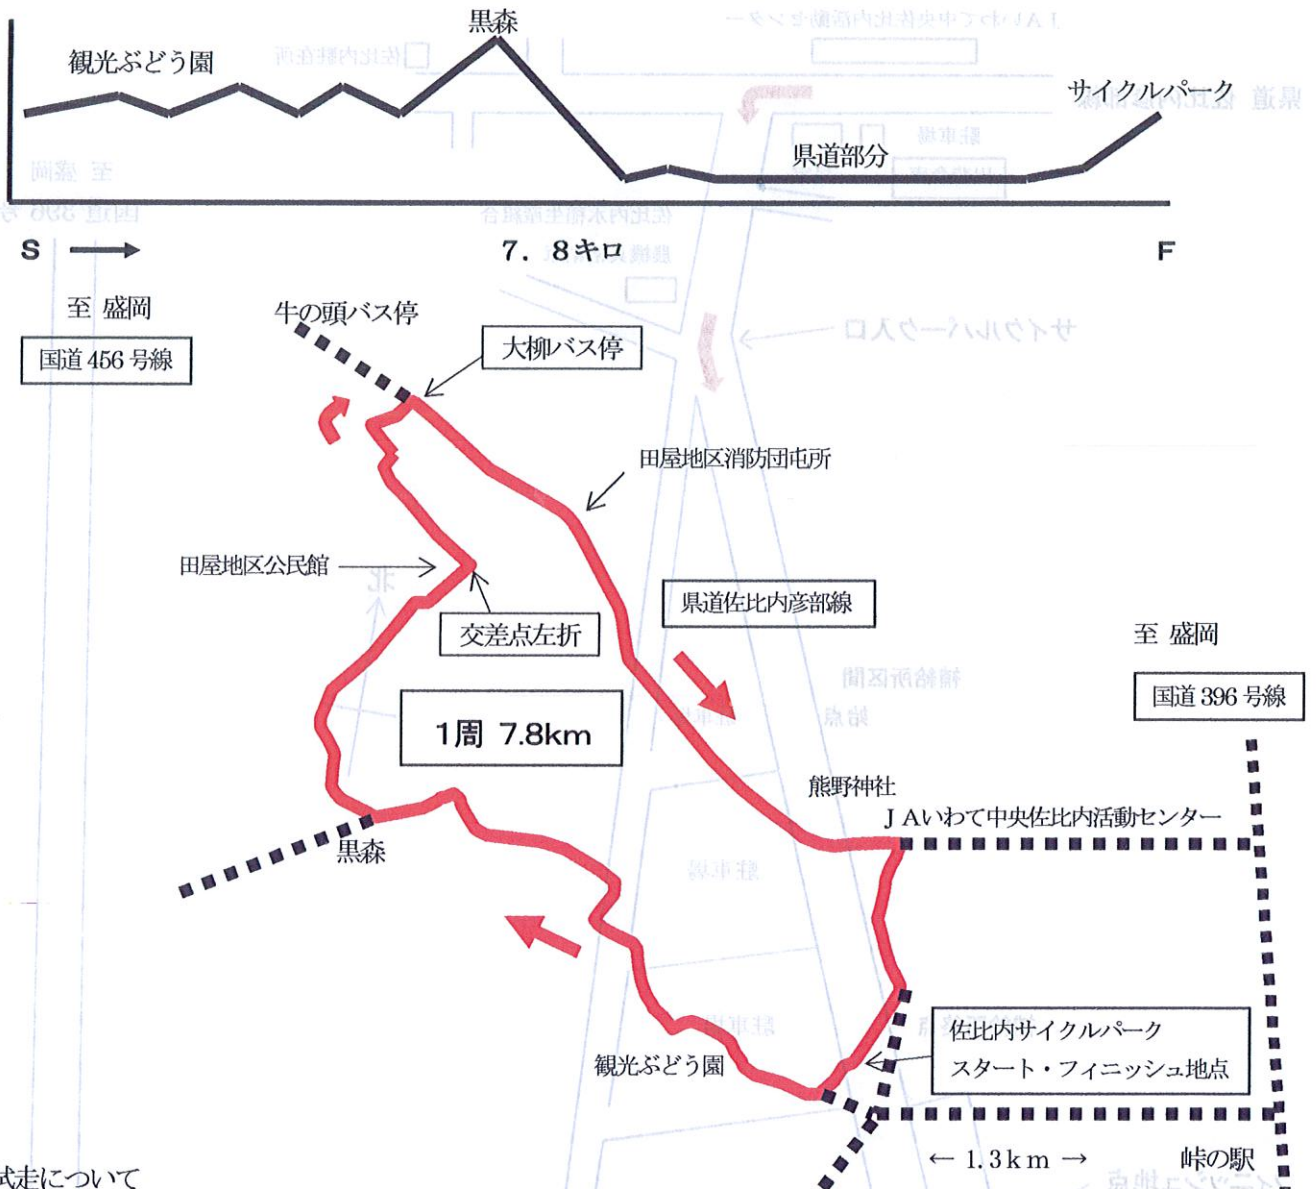 黒森
観光ぶどう園
サイクルパーク
県道部分
S
7．8キロ
F
至 盛岡
国道456号線
牛の頭バス停
大柳バス停
田屋地区消防団屯所
田屋地区公民館
交差点左折
県道佐比内彦部線
至 盛岡
国道396号線
1周 7.8km
熊野神社
ＪＡいわて中央佐比内活動センター
黒森
佐比内サイクルパーク
スタート・フィニッシュ地点
観光ぶどう園
← 1.3km →
峠の駅
試走について